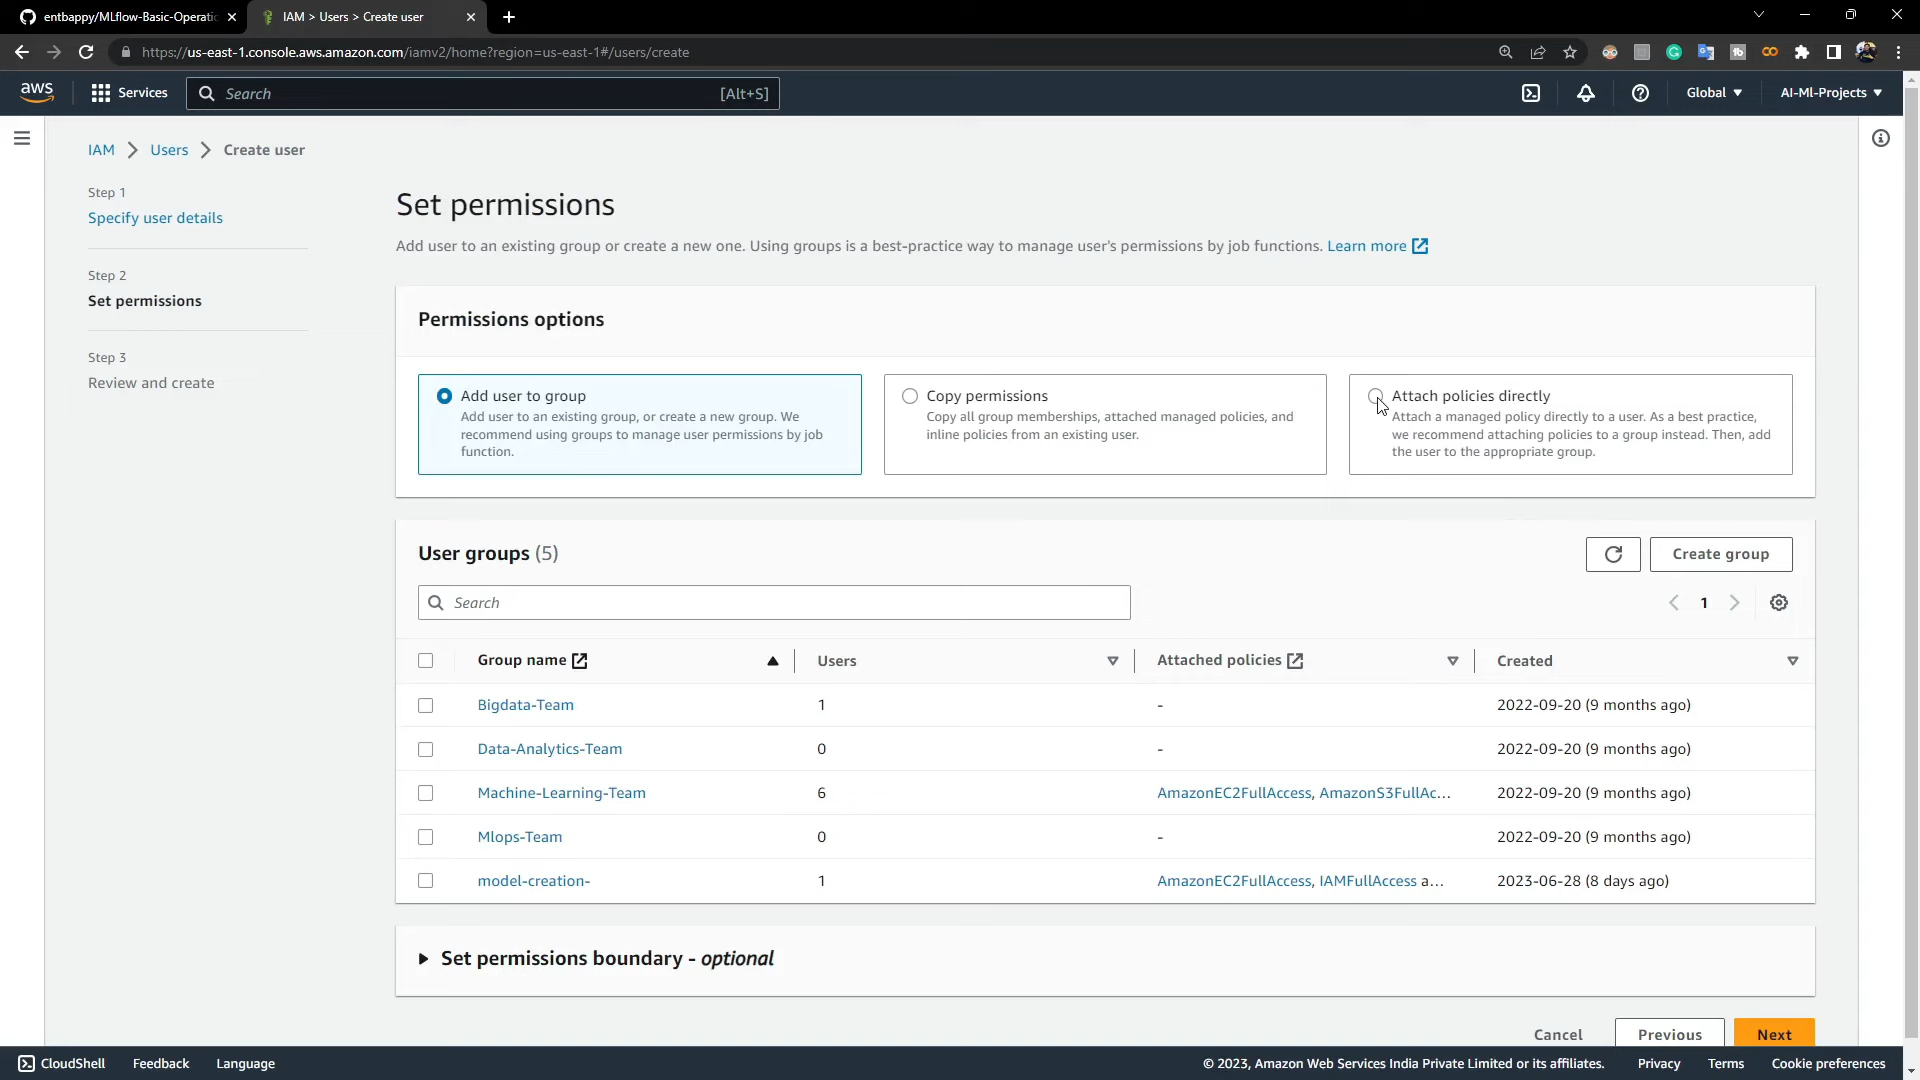 entbappy/MLflow-Basic-Operatic
IAM > Users > Create user
https://us-east-1.console.aws.amazon.com/iamv2/home?region=us-east-1#/users/create
aws
Services
Search
[Alt+S]
Global
AI-MI-Projects
IAM > Users > Create user
Step 1
Specify user details
Step 2
Set permissions
Step 3
Review and create
Set permissions
Add user to an existing group or create a new one. Using groups is a best-practice way to manage user's permissions by job functions. Learn more
Permissions options
Add user to group
Add user to an existing group, or create a new group. We
recommend using groups to manage user permissions by job
function.
Copy permissions
Copy all group memberships, attached managed policies, and
inline policies from an existing user.
Attach policies directly
Attach a managed policy directly to a user. As a best practice,
we recommend attaching policies to a group instead. Then, add
the user to the appropriate group.
User groups (5)
Create group
Search
1
Group name Users Attached policies Created
Bigdata-Team 1 - 2022-09-20 (9 months ago)
Data-Analytics-Team 0 - 2022-09-20 (9 months ago)
Machine-Learning-Team 6 AmazonEC2FullAccess, AmazonS3FullAc... 2022-09-20 (9 months ago)
Mlops-Team 0 - 2022-09-20 (9 months ago)
model-creation- 1 AmazonEC2FullAccess, IAMFullAccess a... 2023-06-28 (8 days ago)
Set permissions boundary - optional
Cancel
Previous
Next
CloudShell Feedback Language © 2023, Amazon Web Services India Private Limited or its affiliates. Privacy Terms Cookie preferences